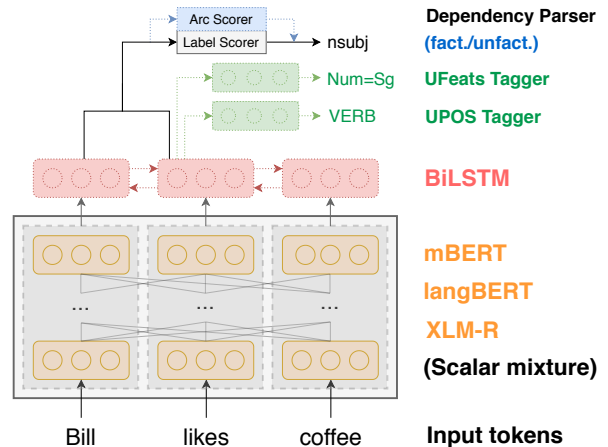 Arc Scorer
Dependency Parser
Label Scorer
nsubj
(fact./unfact.)
Num=Sg
UFeats Tagger
VERB
UPOS Tagger
BiLSTM
mBERT
langBERT
...
...
...
XLM-R
(Scalar mixture)
Bill
likes
coffee
Input tokens